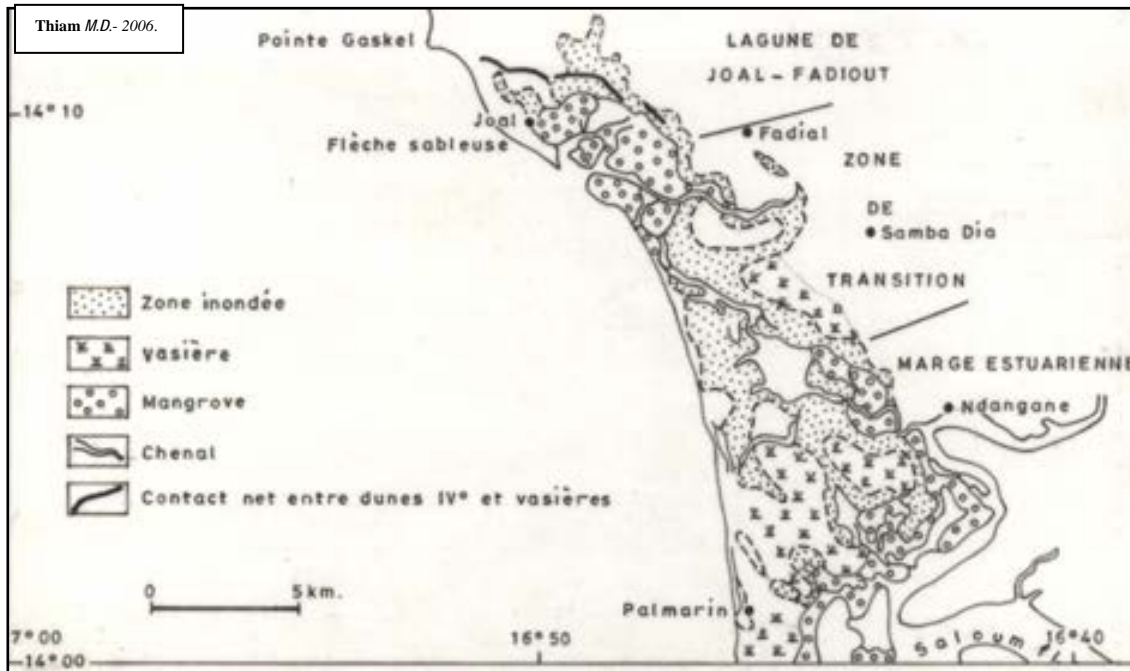 Thiam M.D.- 2006.
Pointe Gaskel
LAGUNE DE
JOAL - FADIOUT
14° 10
Joal
Fadial
Flèche sableuse
ZONE
DE
Samba Dia
TRANSITION
Zone inondée
Vasière
MARGE ESTUARIENNE
Mangrove
Ndangane
Chenal
Contact net entre dunes IV° et vasières
0 5 km.
Palmarin
7° 00 16° 50 16° 40
Saloum
14° 00